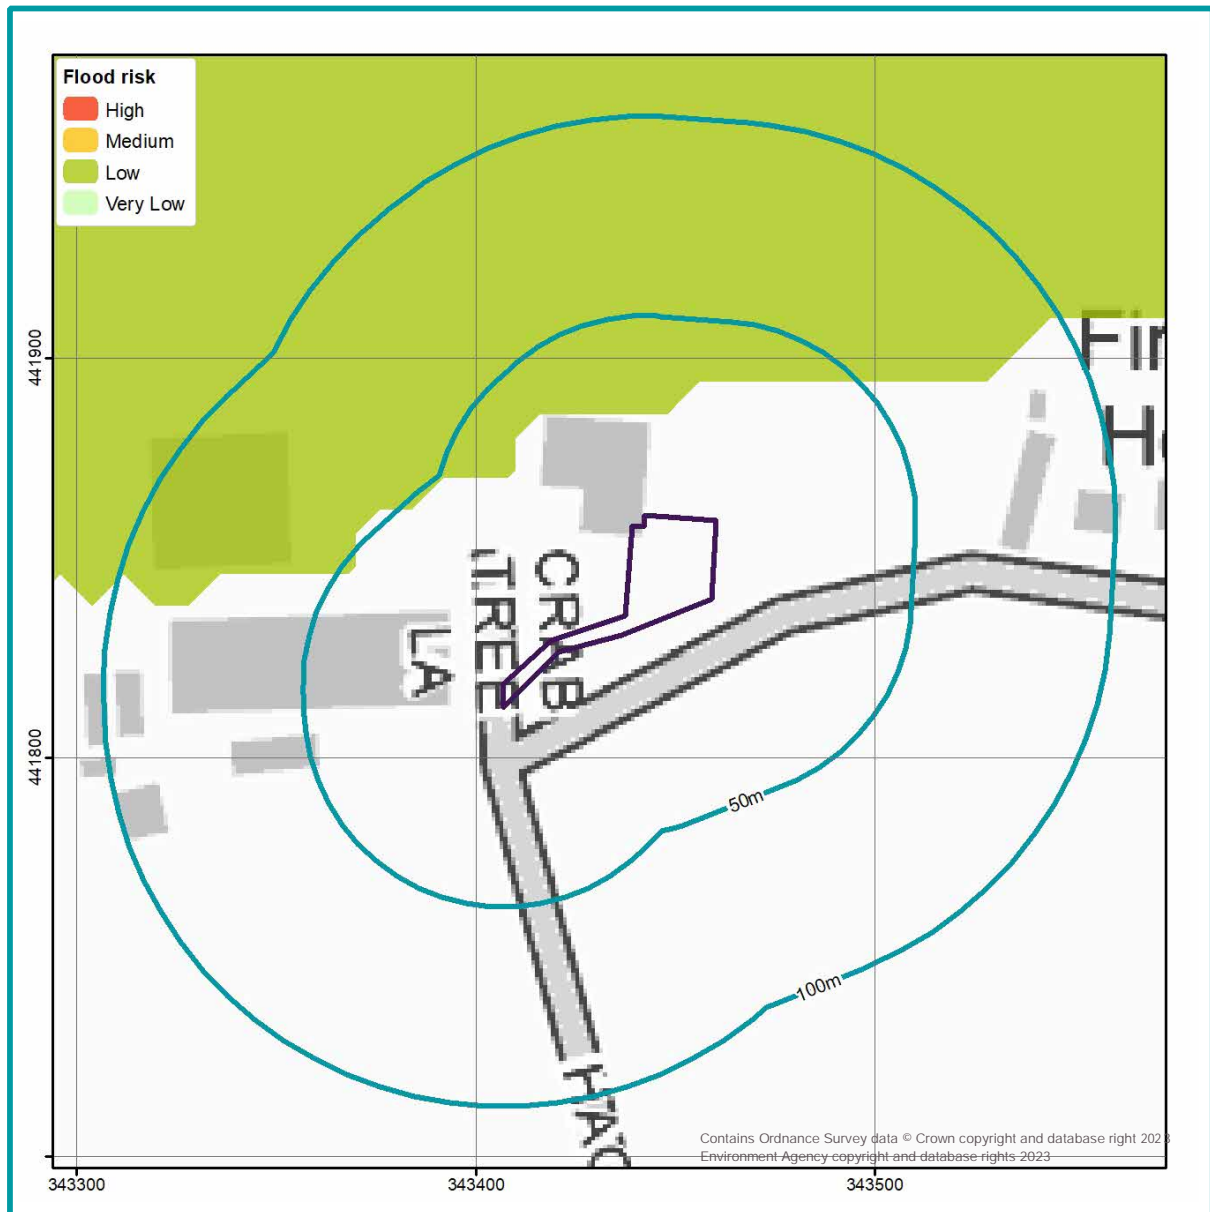 Flood risk
High
Medium
Low
Very Low
441900
441800
CRAB
TREE
LA
50m
100m
Contains Ordnance Survey data © Crown copyright and database right 2023
Environment Agency copyright and database rights 2023
343300
343400
343500